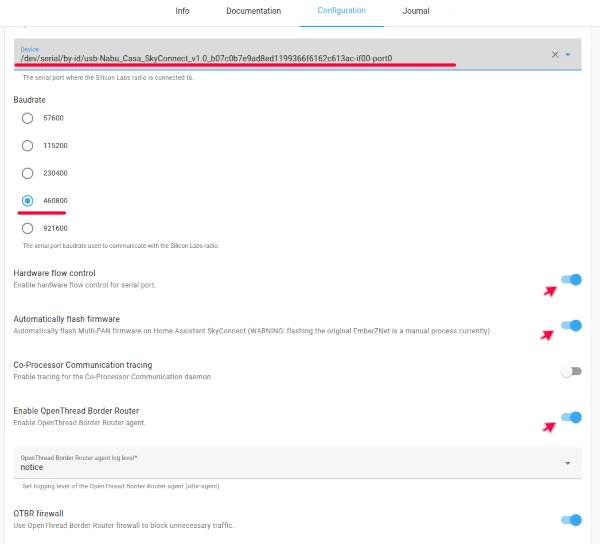 Info Documentation Configuration Journal
Device
/dev/serial/by-id/usb-Nabu_Casa_SkyConnect_v1.0_b07c0b7e9ad8ed1199366f6162c613ac-if00-port0
The serial port where the Silicon Labs radio is connected to.
Baudrate
57600
115200
230400
460800
921600
The serial port baudrate used to communicate with the Silicon Labs radio.
Hardware flow control
Enable hardware flow control for serial port.
Automatically flash firmware
Automatically flash Multi-PAN firmware on Home Assistant SkyConnect (WARNING: flashing the original EmberZNet is a manual process currently)
Co-Processor Communication tracing
Enable tracing for the Co-Processor Communication daemon.
Enable OpenThread Border Router
Enable OpenThread Border Router agent.
OpenThread Border Router agent log level*
notice
Set logging level of the OpenThread Border Router agent (otbr-agent).
OTBR firewall
Use OpenThread Border Router firewall to block unnecessary traffic.